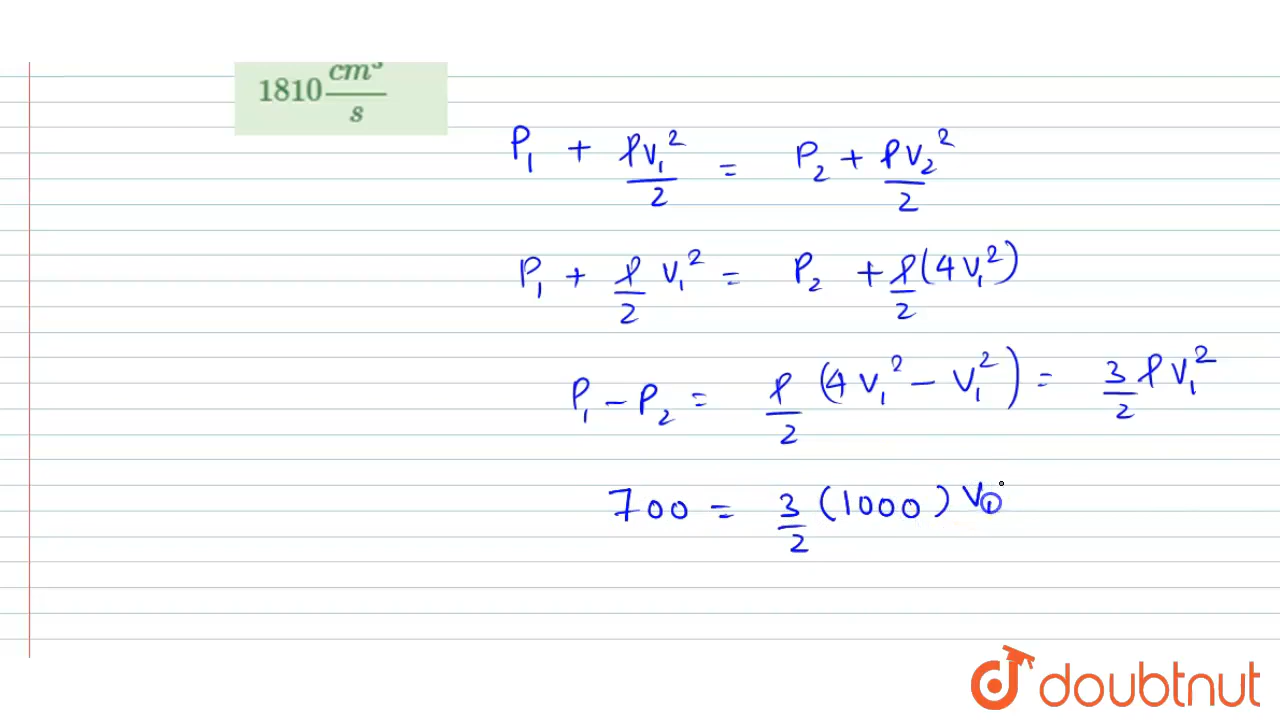 1810 cm³/s
P₁ + ρv₁²/2 = P₂ + ρv₂²/2
P₁ + ρ/2 v₁² = P₂ + ρ/2 (4v₁²)
P₁ - P₂ = ρ/2 (4v₁² - v₁²) = 3/2 ρv₁²
700 = 3/2 (1000) v₁
doubtnut